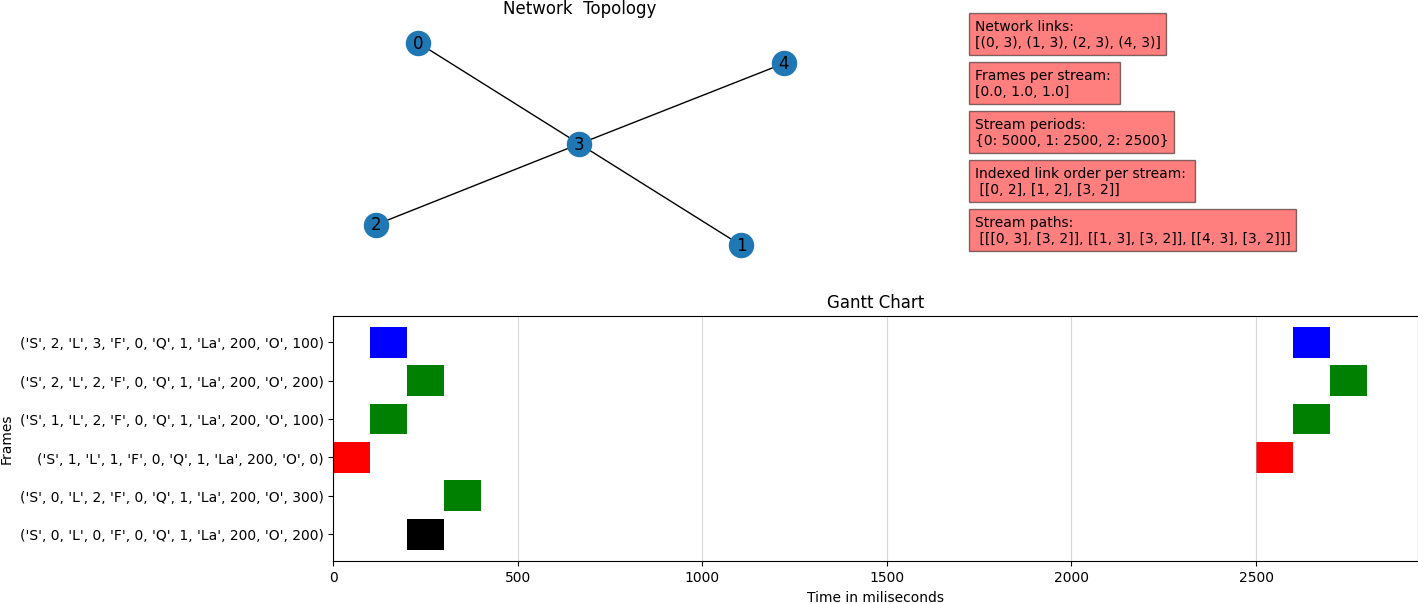 Network  Topology
0
4
3
2
1
Network links:
[(0, 3), (1, 3), (2, 3), (4, 3)]
Frames per stream:
[0.0, 1.0, 1.0]
Stream periods:
{0: 5000, 1: 2500, 2: 2500}
Indexed link order per stream:
[[0, 2], [1, 2], [3, 2]]
Stream paths:
[[[0, 3], [3, 2]], [[1, 3], [3, 2]], [[4, 3], [3, 2]]]
Gantt Chart
Frames
('S', 2, 'L', 3, 'F', 0, 'Q', 1, 'La', 200, 'O', 100)
('S', 2, 'L', 2, 'F', 0, 'Q', 1, 'La', 200, 'O', 200)
('S', 1, 'L', 2, 'F', 0, 'Q', 1, 'La', 200, 'O', 100)
('S', 1, 'L', 1, 'F', 0, 'Q', 1, 'La', 200, 'O', 0)
('S', 0, 'L', 2, 'F', 0, 'Q', 1, 'La', 200, 'O', 300)
('S', 0, 'L', 0, 'F', 0, 'Q', 1, 'La', 200, 'O', 200)
0 500 1000 1500 2000 2500
Time in miliseconds